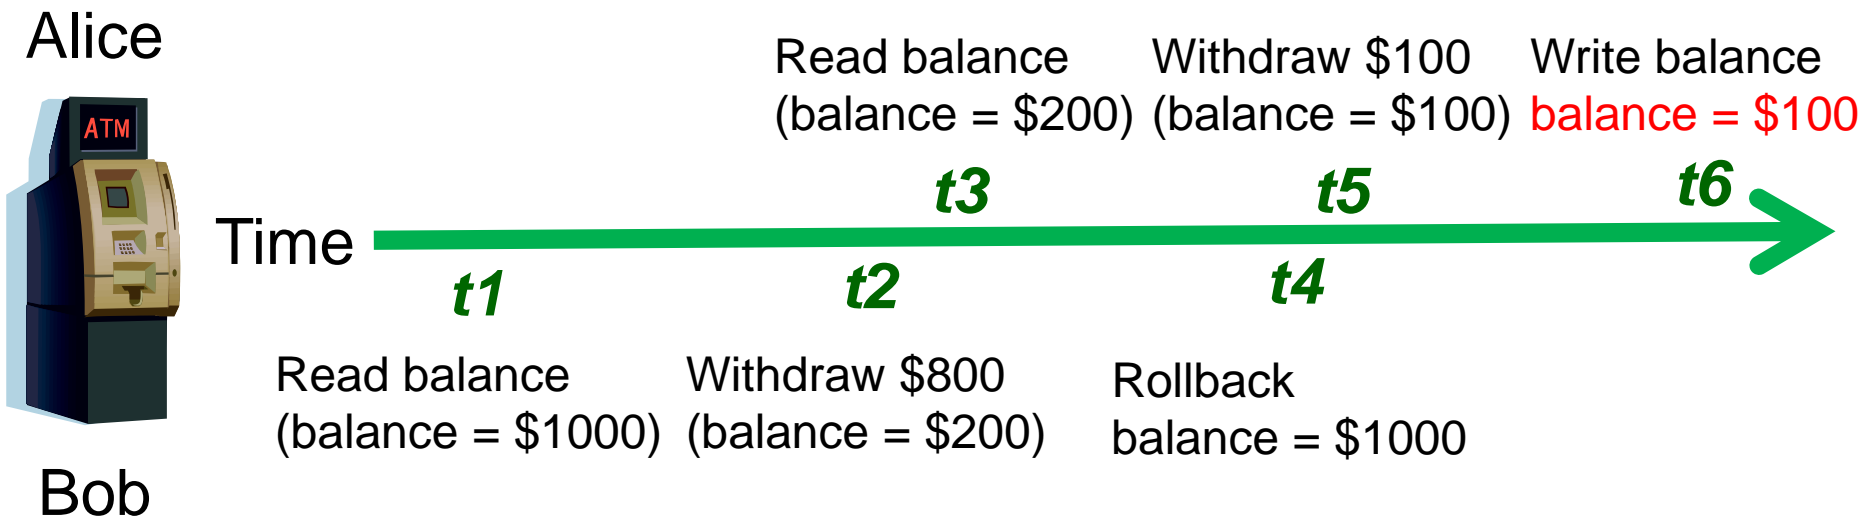 Alice
Read balance
(balance = $200)
Withdraw $100
(balance = $100)
Write balance
balance = $100
ATM
t3
t5
t6
Time
t1
t2
t4
Read balance
(balance = $1000)
Withdraw $800
(balance = $200)
Rollback
balance = $1000
Bob